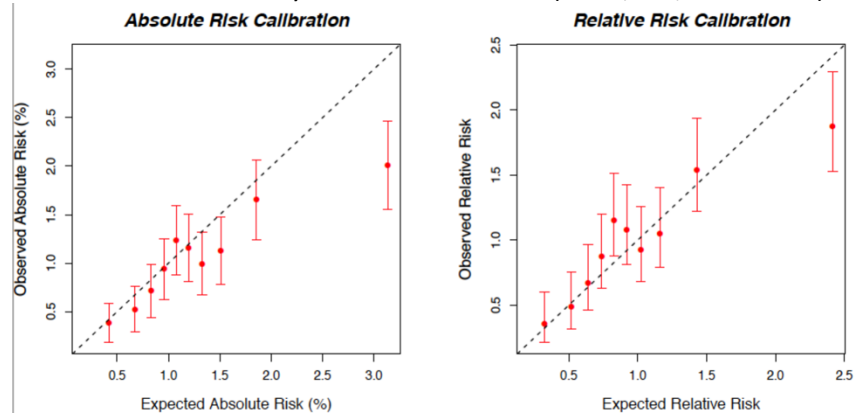 Absolute Risk Calibration
Observed Absolute Risk (%)
3.0
2.5
2.0
1.5
1.0
0.5
0.5 1.0 1.5 2.0 2.5 3.0
Expected Absolute Risk (%)
Relative Risk Calibration
Observed Relative Risk
2.5
2.0
1.5
1.0
0.5
0.5 1.0 1.5 2.0 2.5
Expected Relative Risk